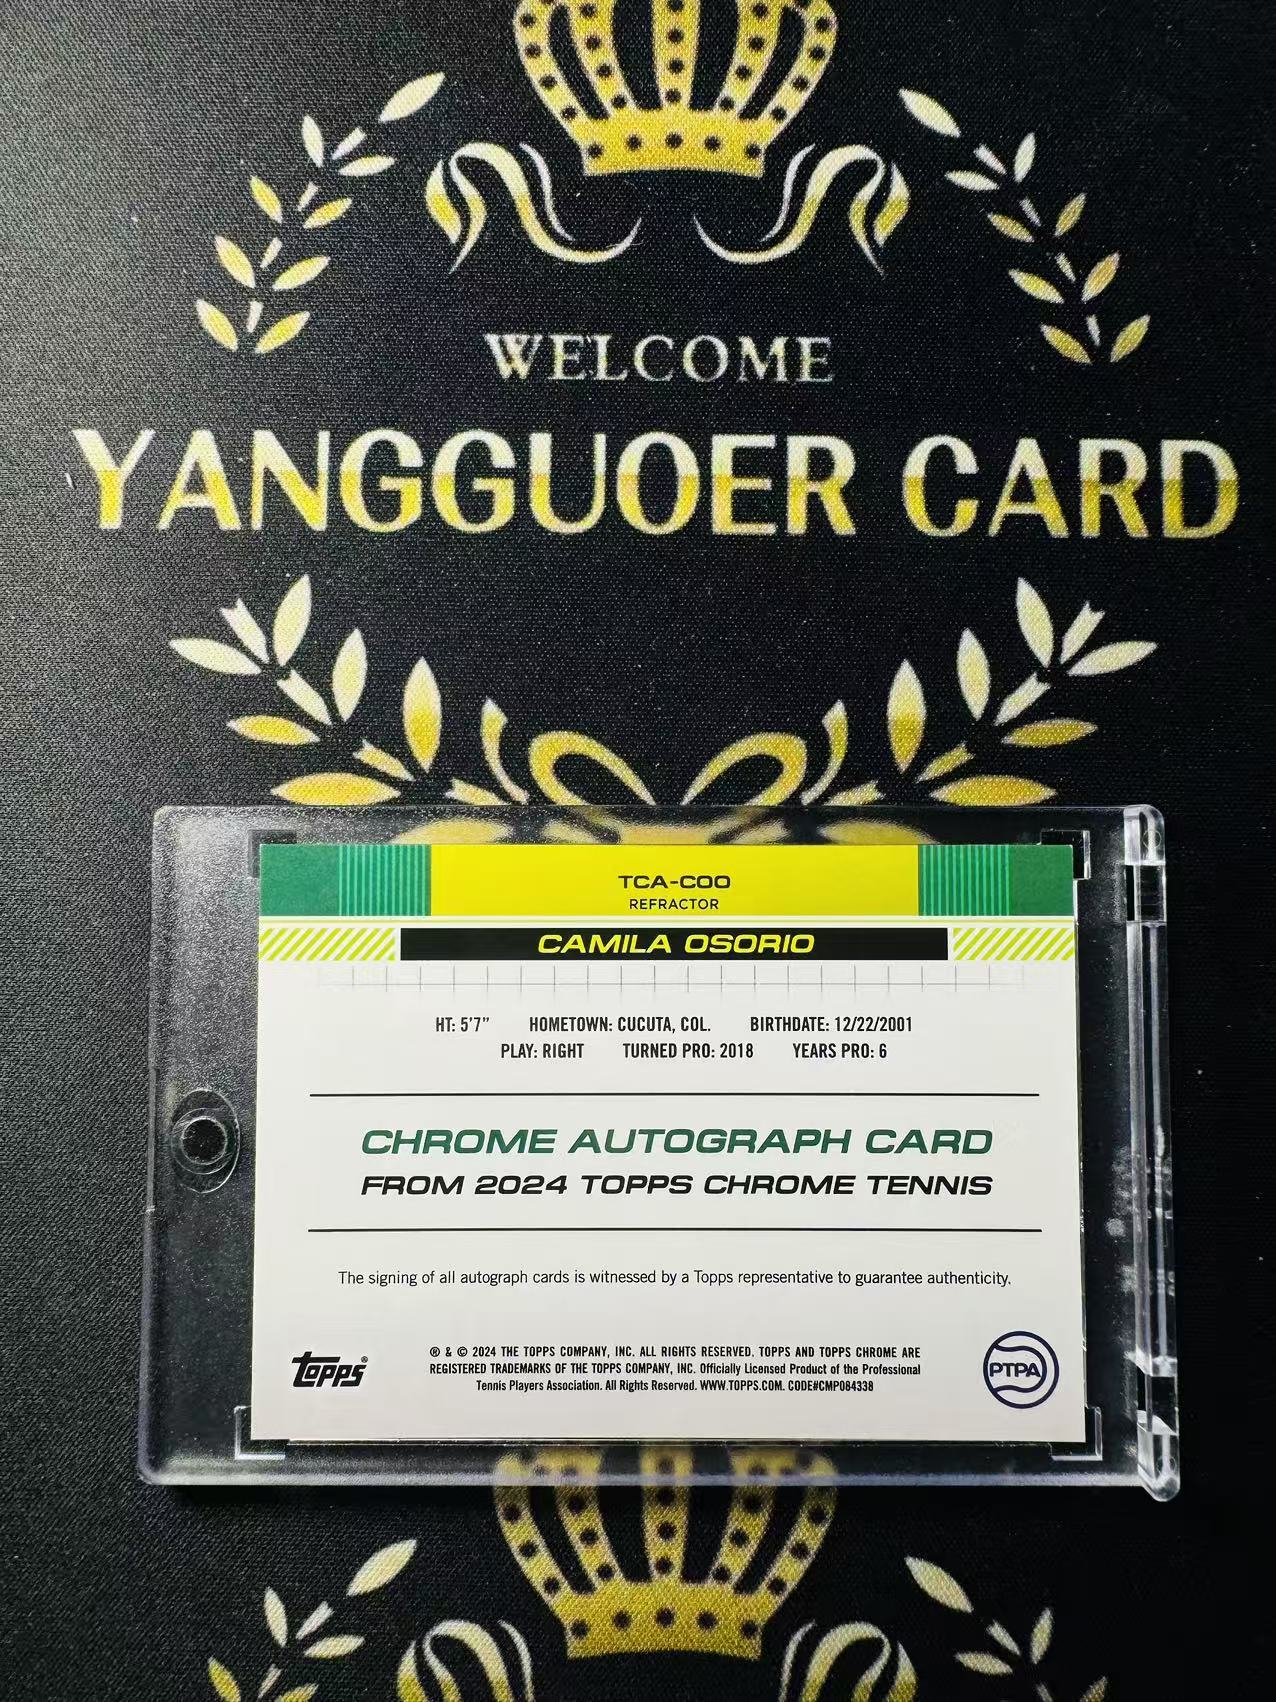 WELCOME
YANGGUOER CARD
TCA-COO
REFRACTOR
CAMILA OSORIO
HT: 5'7" HOMETOWN: CUCUTA, COL. BIRTHDATE: 12/22/2001
PLAY: RIGHT TURNED PRO: 2018 YEARS PRO: 6
CHROME AUTOGRAPH CARD
FROM 2024 TOPPS CHROME TENNIS
The signing of all autograph cards is witnessed by a Topps representative to guarantee authenticity.
topps®
® & © 2024 THE TOPPS COMPANY, INC. ALL RIGHTS RESERVED. TOPPS AND TOPPS CHROME ARE
REGISTERED TRADEMARKS OF THE TOPPS COMPANY, INC. Officially Licensed Product of the Professional
Tennis Players Association. All Rights Reserved. WWW.TOPPS.COM. CODE#CMP084338
PTPA